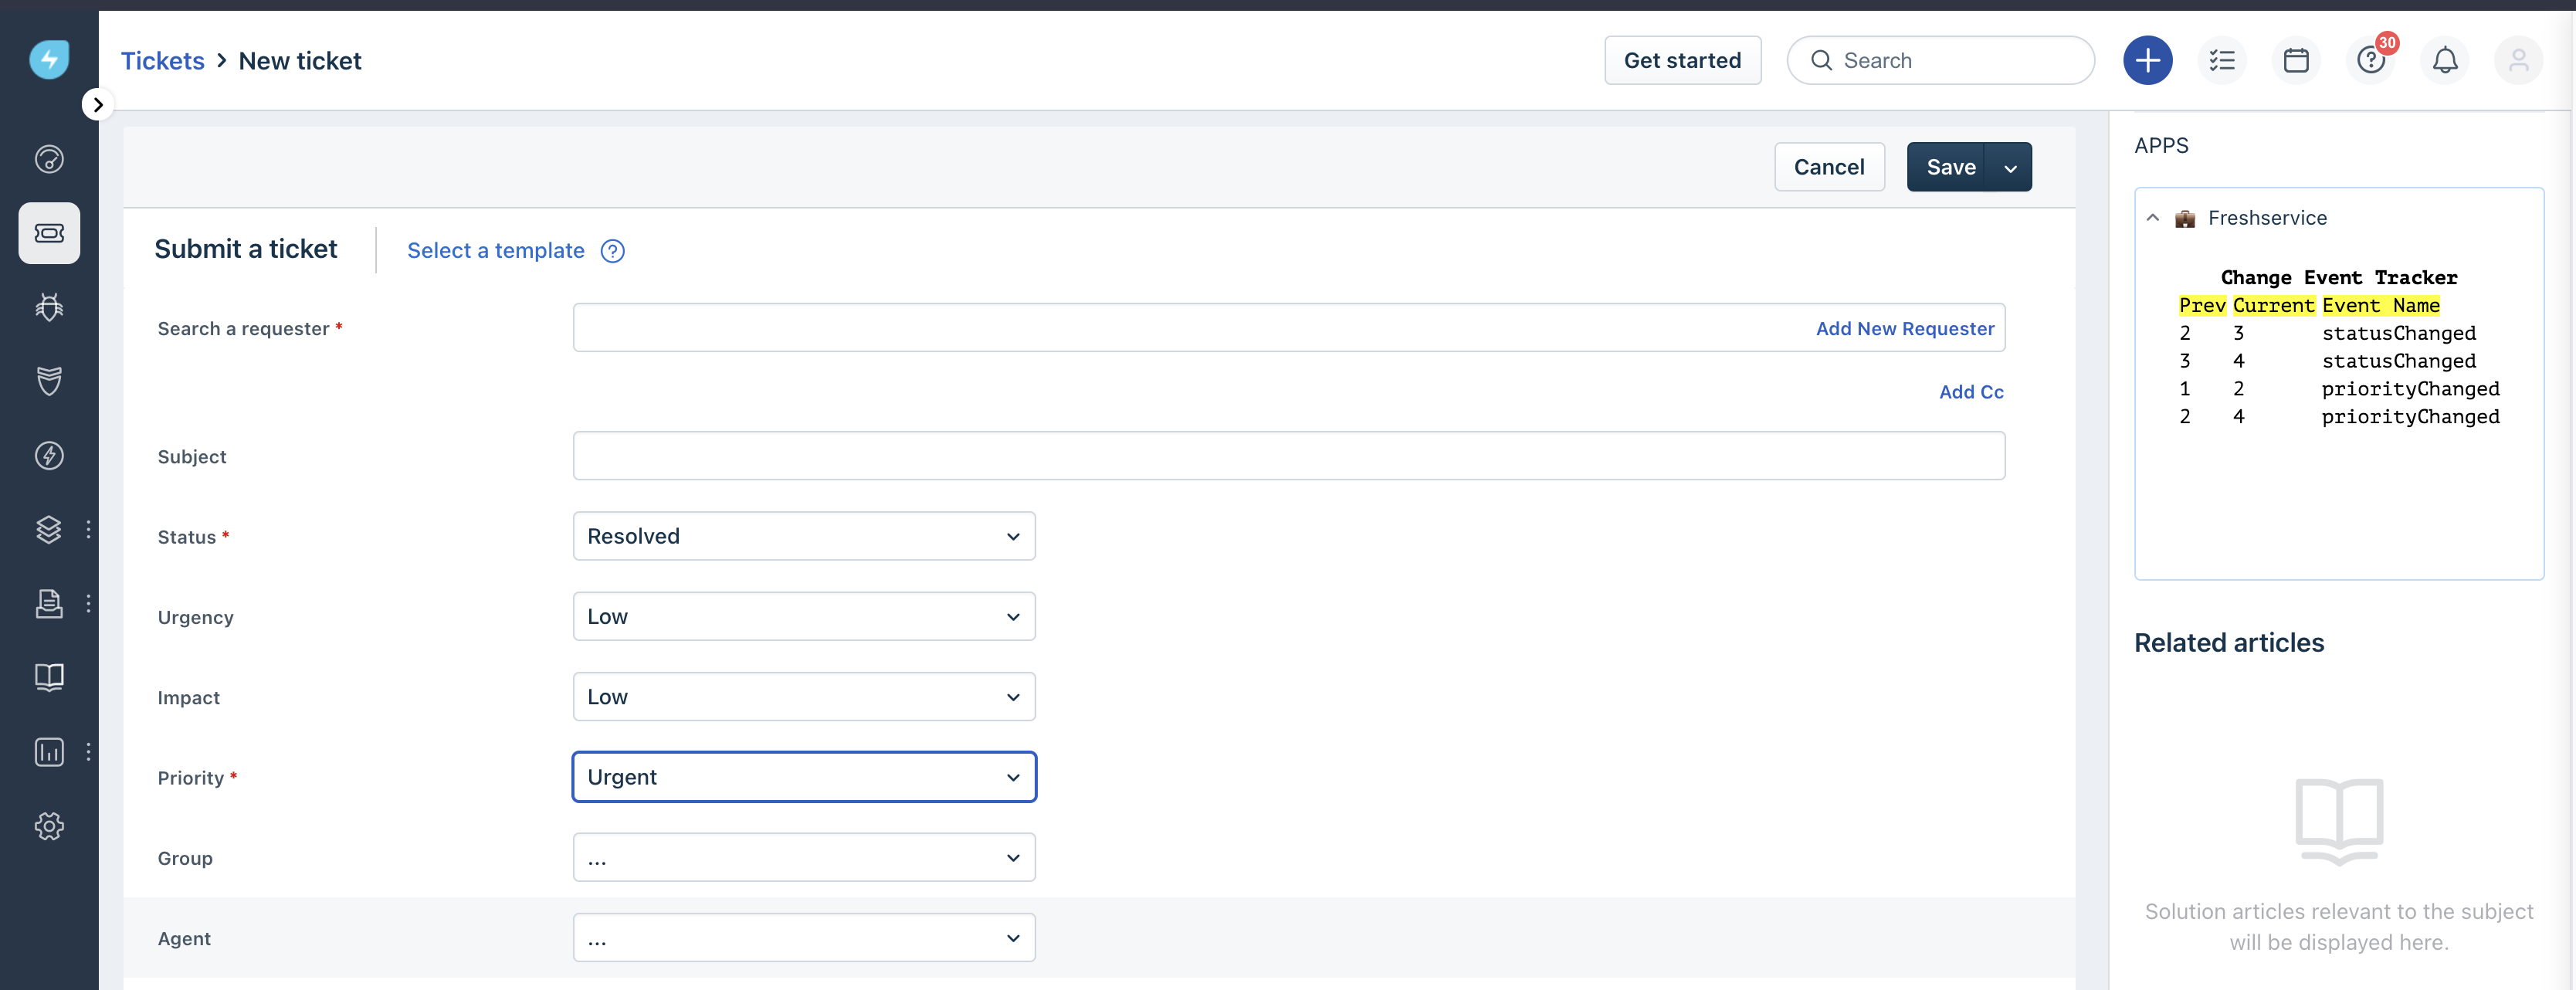 Tickets > New ticket
Get started
Search
30
Cancel
Save
Submit a ticket
Select a template
Search a requester *
Add New Requester
Add Cc
Subject
Status *
Resolved
Urgency
Low
Impact
Low
Priority *
Urgent
Group
...
Agent
...
APPS
Freshservice
Change Event Tracker
Prev Current Event Name
2 3 statusChanged
3 4 statusChanged
1 2 priorityChanged
2 4 priorityChanged
Related articles
Solution articles relevant to the subject
will be displayed here.